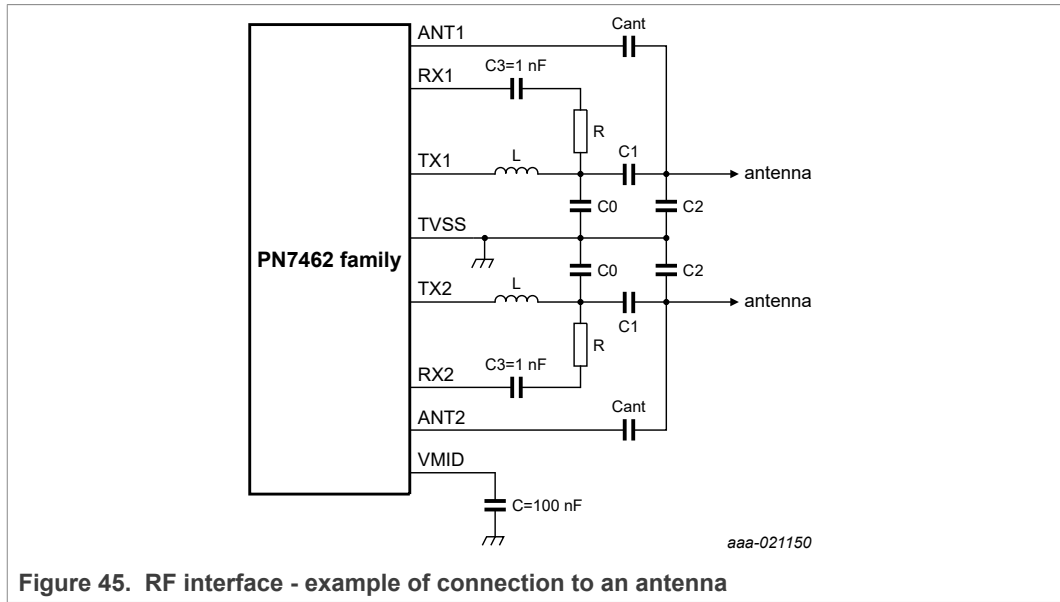 ANT1
Cant
RX1
C3=1 nF
R
TX1
L
C1
antenna
C0
C2
TVSS
PN7462 family
C0
C2
TX2
L
antenna
C1
R
C3=1 nF
RX2
Cant
ANT2
VMID
C=100 nF
aaa-021150
Figure 45. RF interface - example of connection to an antenna